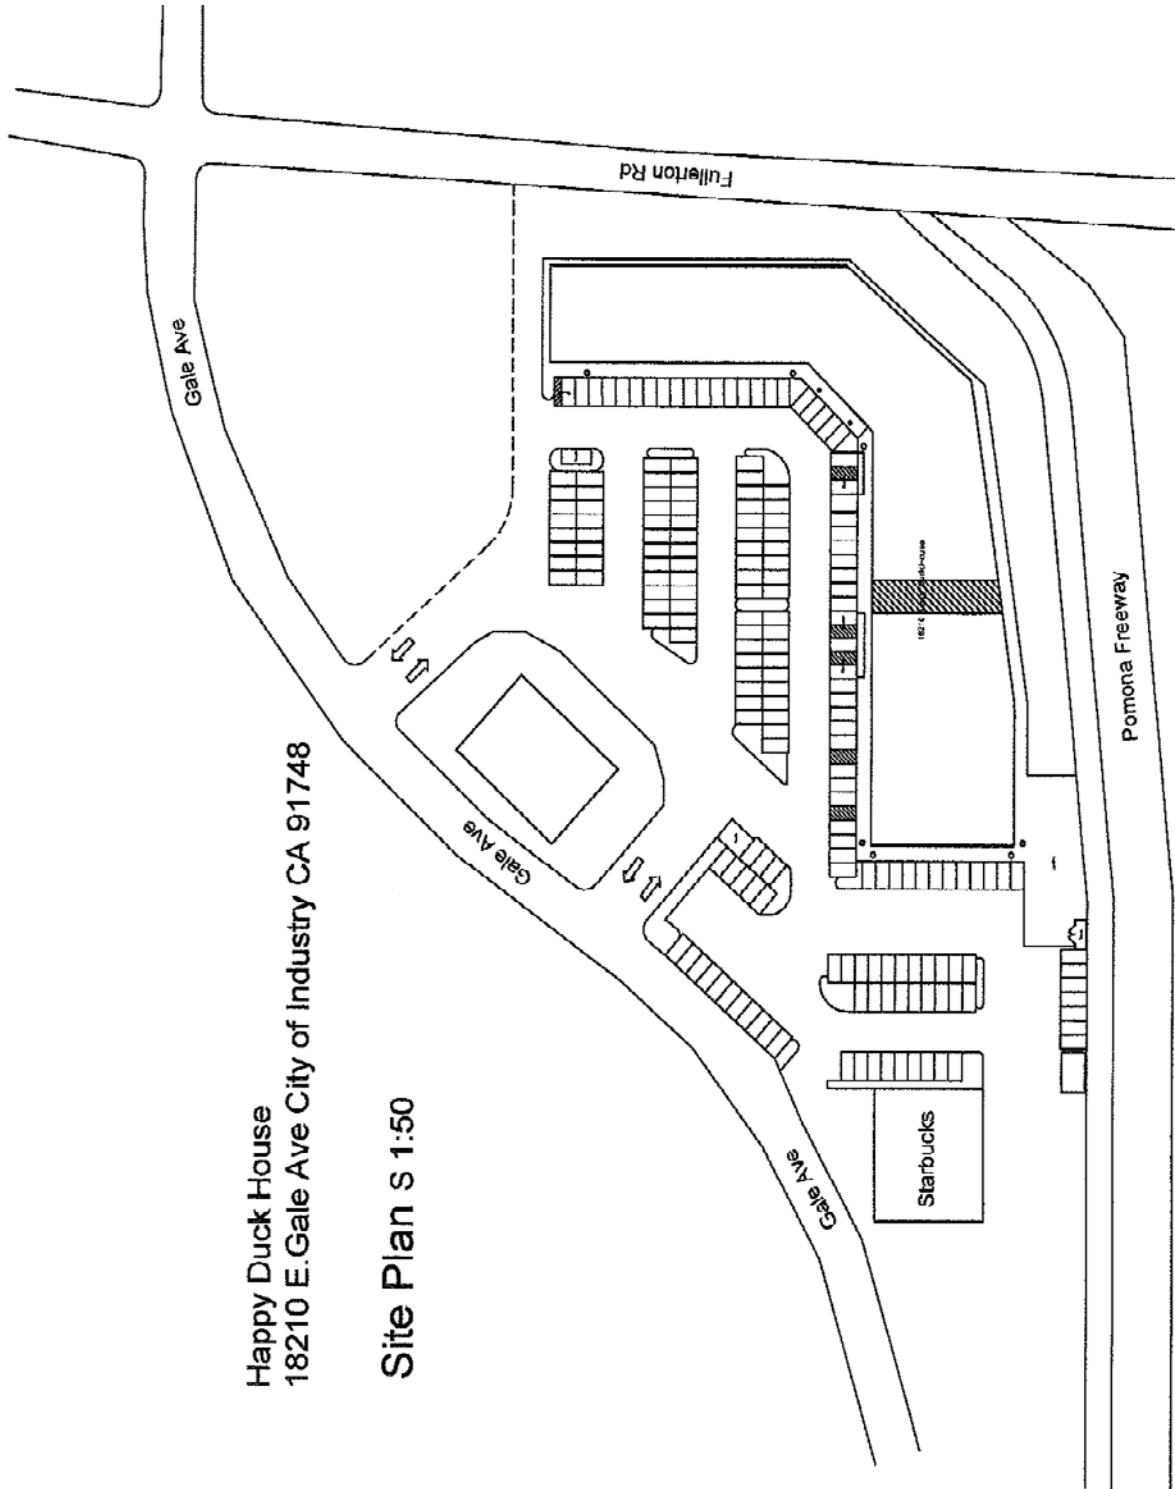 Happy Duck House
18210 E.Gale Ave City of Industry CA 91748
Site Plan S 1:50
Gale Ave
Gale Ave
Gale Ave
Fullerton Rd
Starbucks
Pomona Freeway